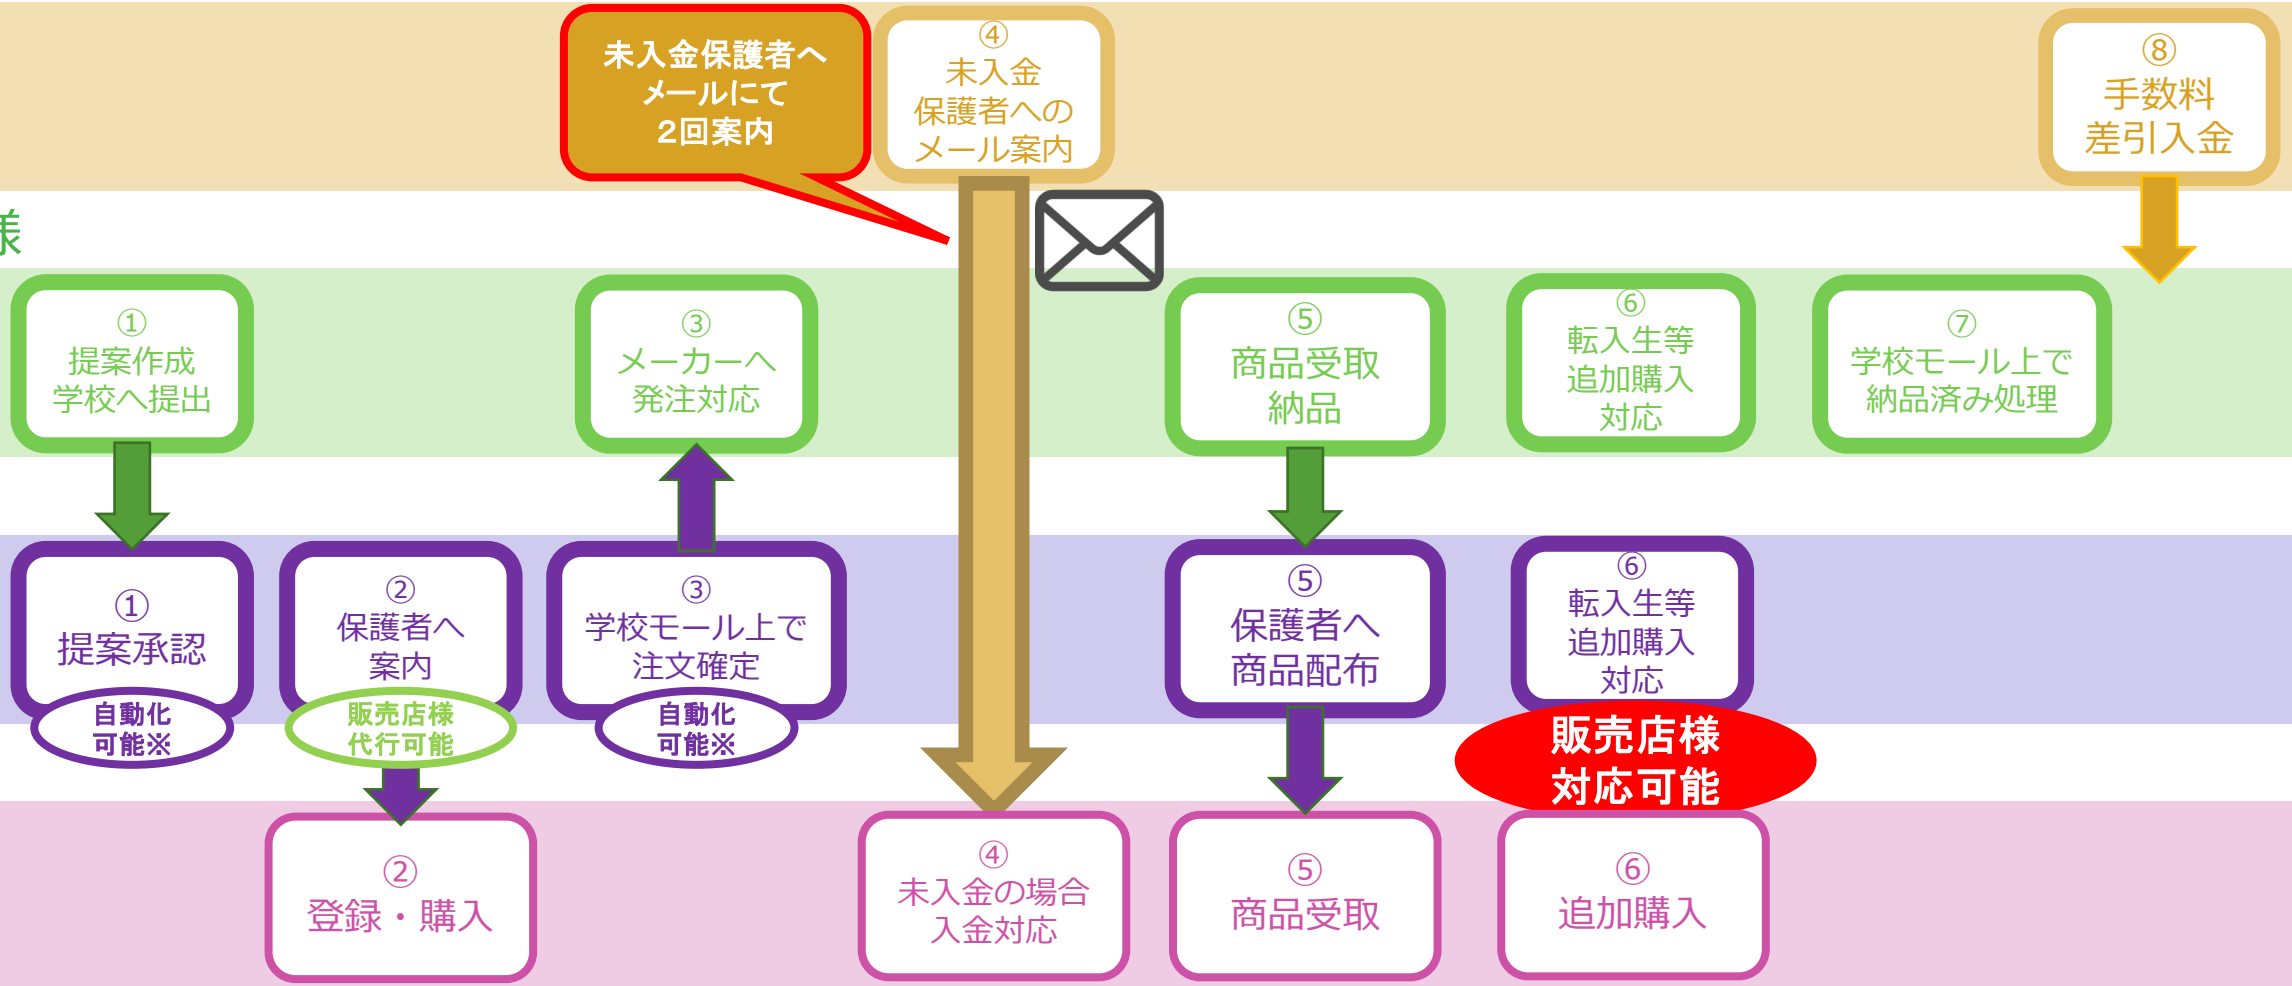 未入金保護者へ
メールにて
２回案内
④
未入金
保護者への
メール案内
⑧
手数料
差引入金
様
①
提案作成
学校へ提出
③
メーカーへ
発注対応
⑤
商品受取
納品
⑥
転入生等
追加購入
対応
⑦
学校モール上で
納品済み処理
①
提案承認
自動化
可能※
②
保護者へ
案内
販売店様
代行可能
③
学校モール上で
注文確定
自動化
可能※
⑤
保護者へ
商品配布
⑥
転入生等
追加購入
対応
販売店様
対応可能
②
登録・購入
④
未入金の場合
入金対応
⑤
商品受取
⑥
追加購入